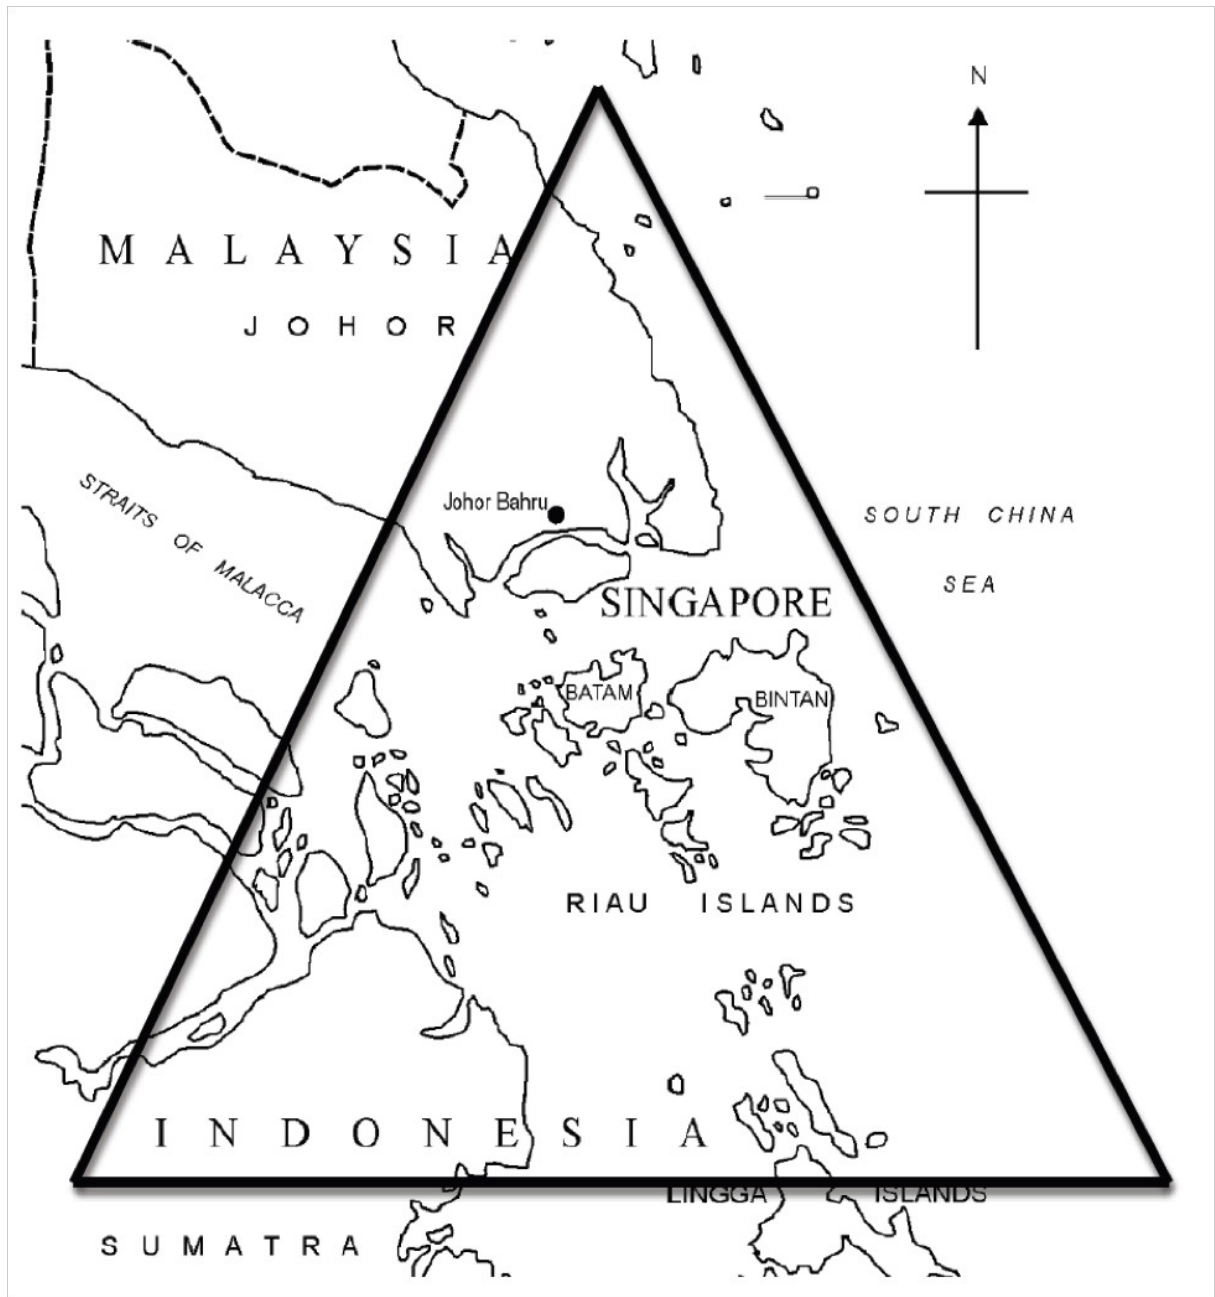 N
MALAYSIA
JOHOR
STRAITS OF MALACCA
Johor Bahru
SOUTH CHINA
SEA
SINGAPORE
BATAM
BINTAN
RIAU ISLANDS
INDONESIA
LINGGA ISLANDS
SUMATRA